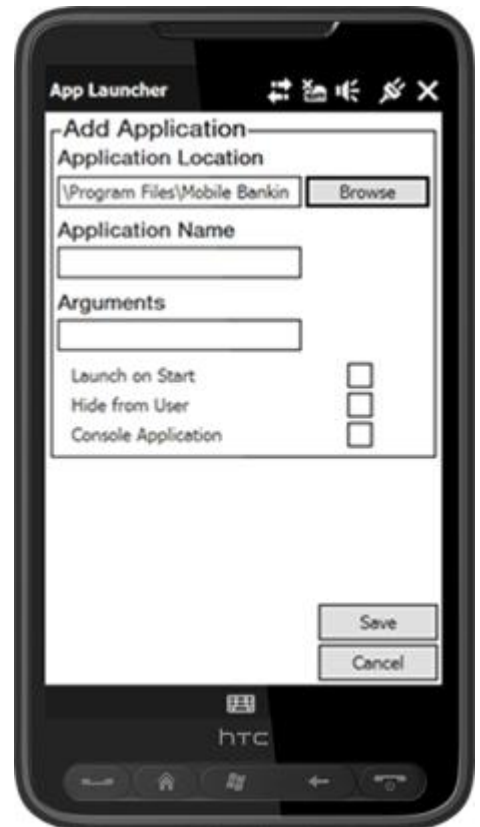 App Launcher
Add Application
Application Location
\Program Files\Mobile Bankin
Browse
Application Name
Arguments
Launch on Start
Hide from User
Console Application
Save
Cancel
hTC